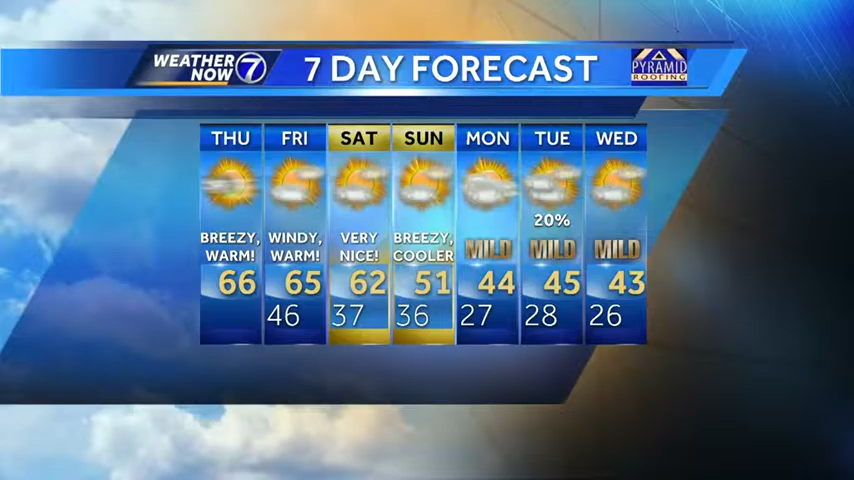 WEATHER NOW 7
7 DAY FORECAST
PYRAMID
ROOFING
THU FRI SAT SUN MON TUE WED
20%
BREEZY, WARM! WINDY, WARM! VERY NICE! BREEZY, COOLER MILD MILD MILD
66 65 62 51 44 45 43
46 37 36 27 28 26